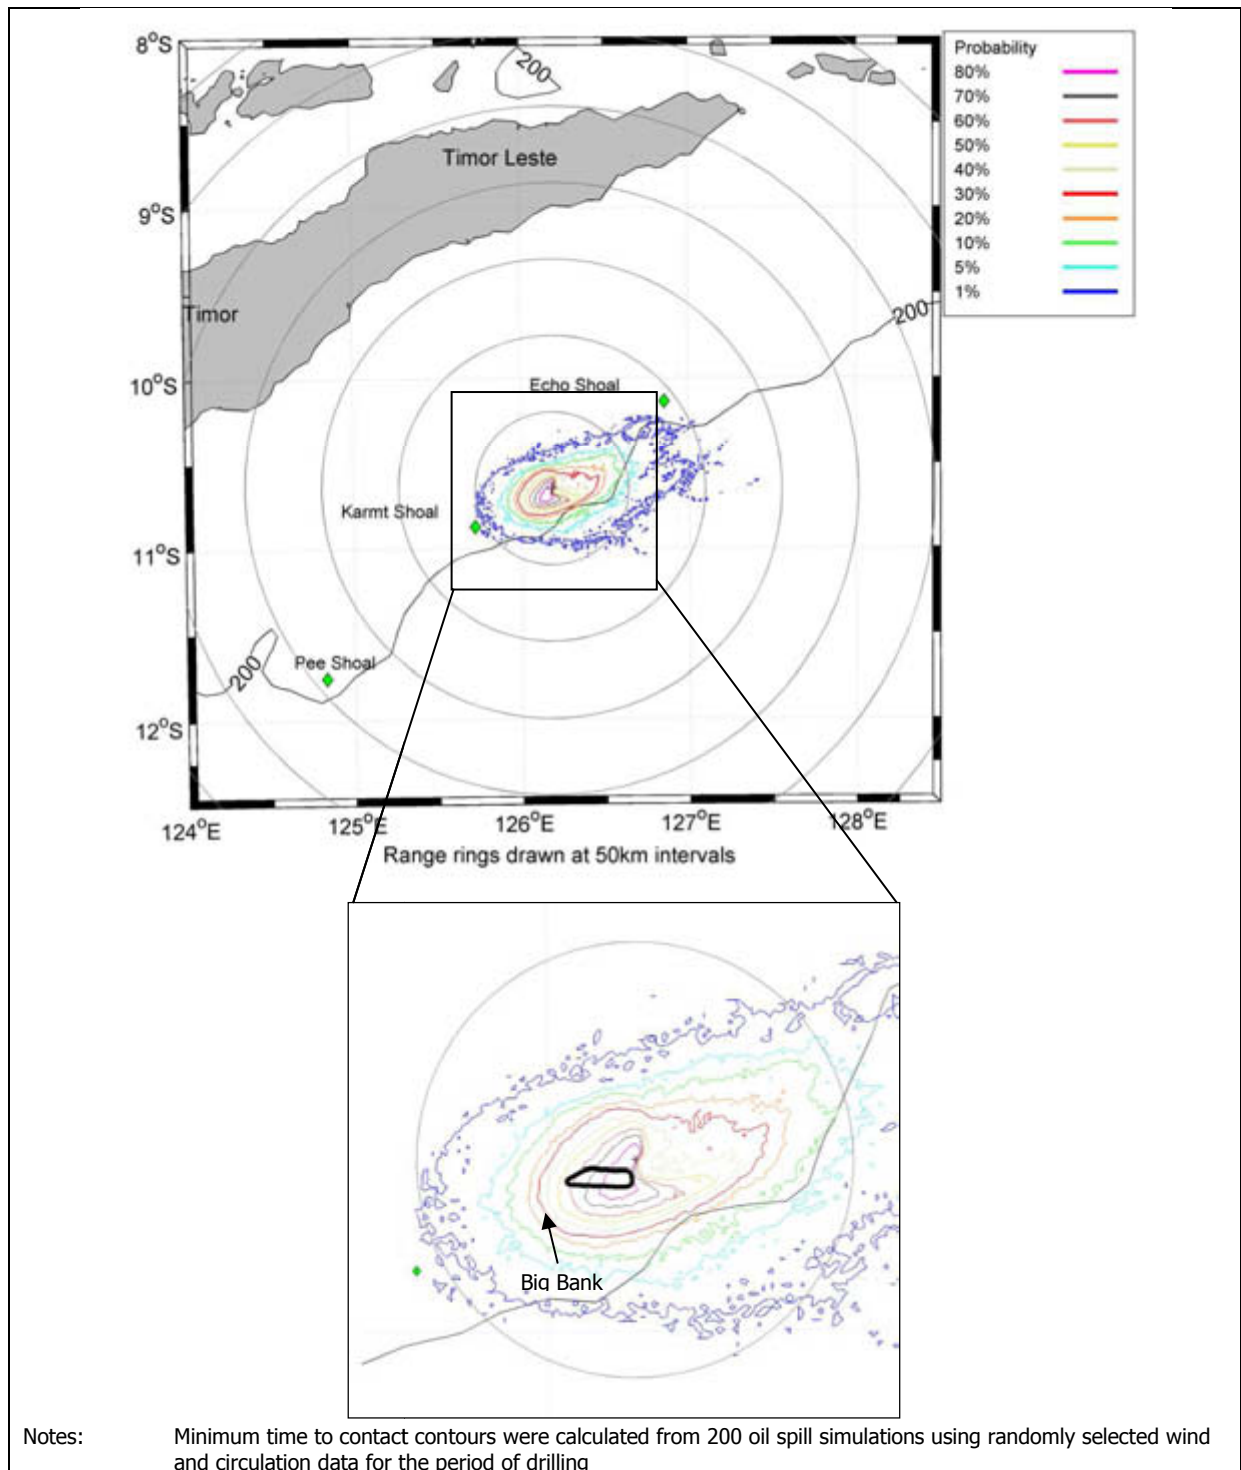 8°S
200
Timor Leste
9°S
Timor
200
10°S
Echo Shoal
Karmt Shoal
11°S
Pee Shoal
200
12°S
124°E
125°E
126°E
127°E
128°E
Range rings drawn at 50km intervals
Probability
80%
70%
60%
50%
40%
30%
20%
10%
5%
1%
Big Bank
Notes: Minimum time to contact contours were calculated from 200 oil spill simulations using randomly selected wind
and circulation data for the period of drilling